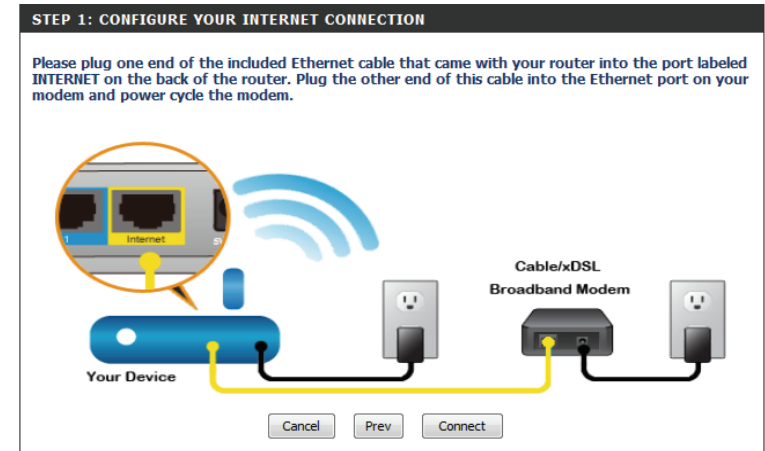 STEP 1: CONFIGURE YOUR INTERNET CONNECTION
Please plug one end of the included Ethernet cable that came with your router into the port labeled
INTERNET on the back of the router. Plug the other end of this cable into the Ethernet port on your
modem and power cycle the modem.
1
Internet
Cable/xDSL
Broadband Modem
Your Device
Cancel
Prev
Connect